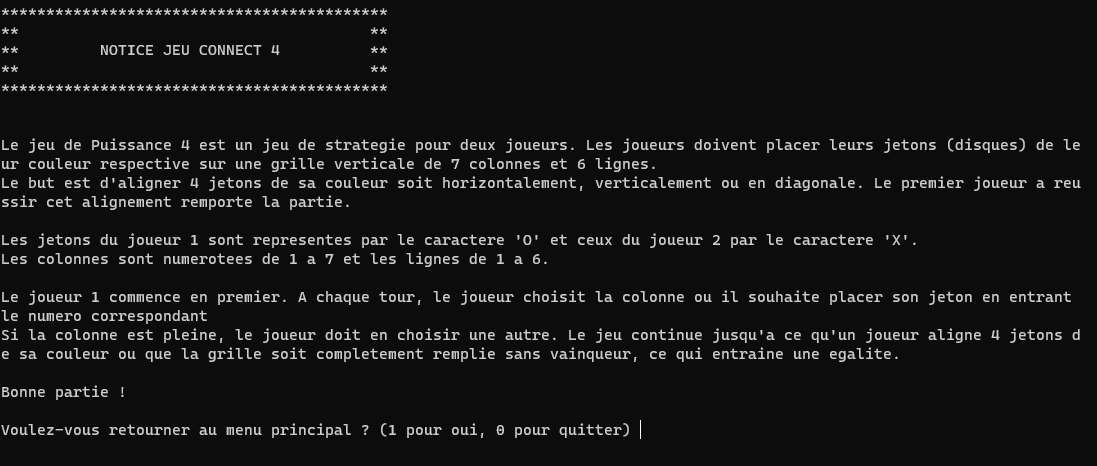 *******************************************
**                                       **
**         NOTICE JEU CONNECT 4          **
**                                       **
*******************************************
Le jeu de Puissance 4 est un jeu de strategie pour deux joueurs. Les joueurs doivent placer leurs jetons (disques) de le
ur couleur respective sur une grille verticale de 7 colonnes et 6 lignes.
Le but est d'aligner 4 jetons de sa couleur soit horizontalement, verticalement ou en diagonale. Le premier joueur a reu
ssir cet alignement remporte la partie.
Les jetons du joueur 1 sont representes par le caractere 'O' et ceux du joueur 2 par le caractere 'X'.
Les colonnes sont numerotees de 1 a 7 et les lignes de 1 a 6.
Le joueur 1 commence en premier. A chaque tour, le joueur choisit la colonne ou il souhaite placer son jeton en entrant
le numero correspondant
Si la colonne est pleine, le joueur doit en choisir une autre. Le jeu continue jusqu'a ce qu'un joueur aligne 4 jetons d
e sa couleur ou que la grille soit completement remplie sans vainqueur, ce qui entraine une egalite.
Bonne partie !
Voulez-vous retourner au menu principal ? (1 pour oui, 0 pour quitter)